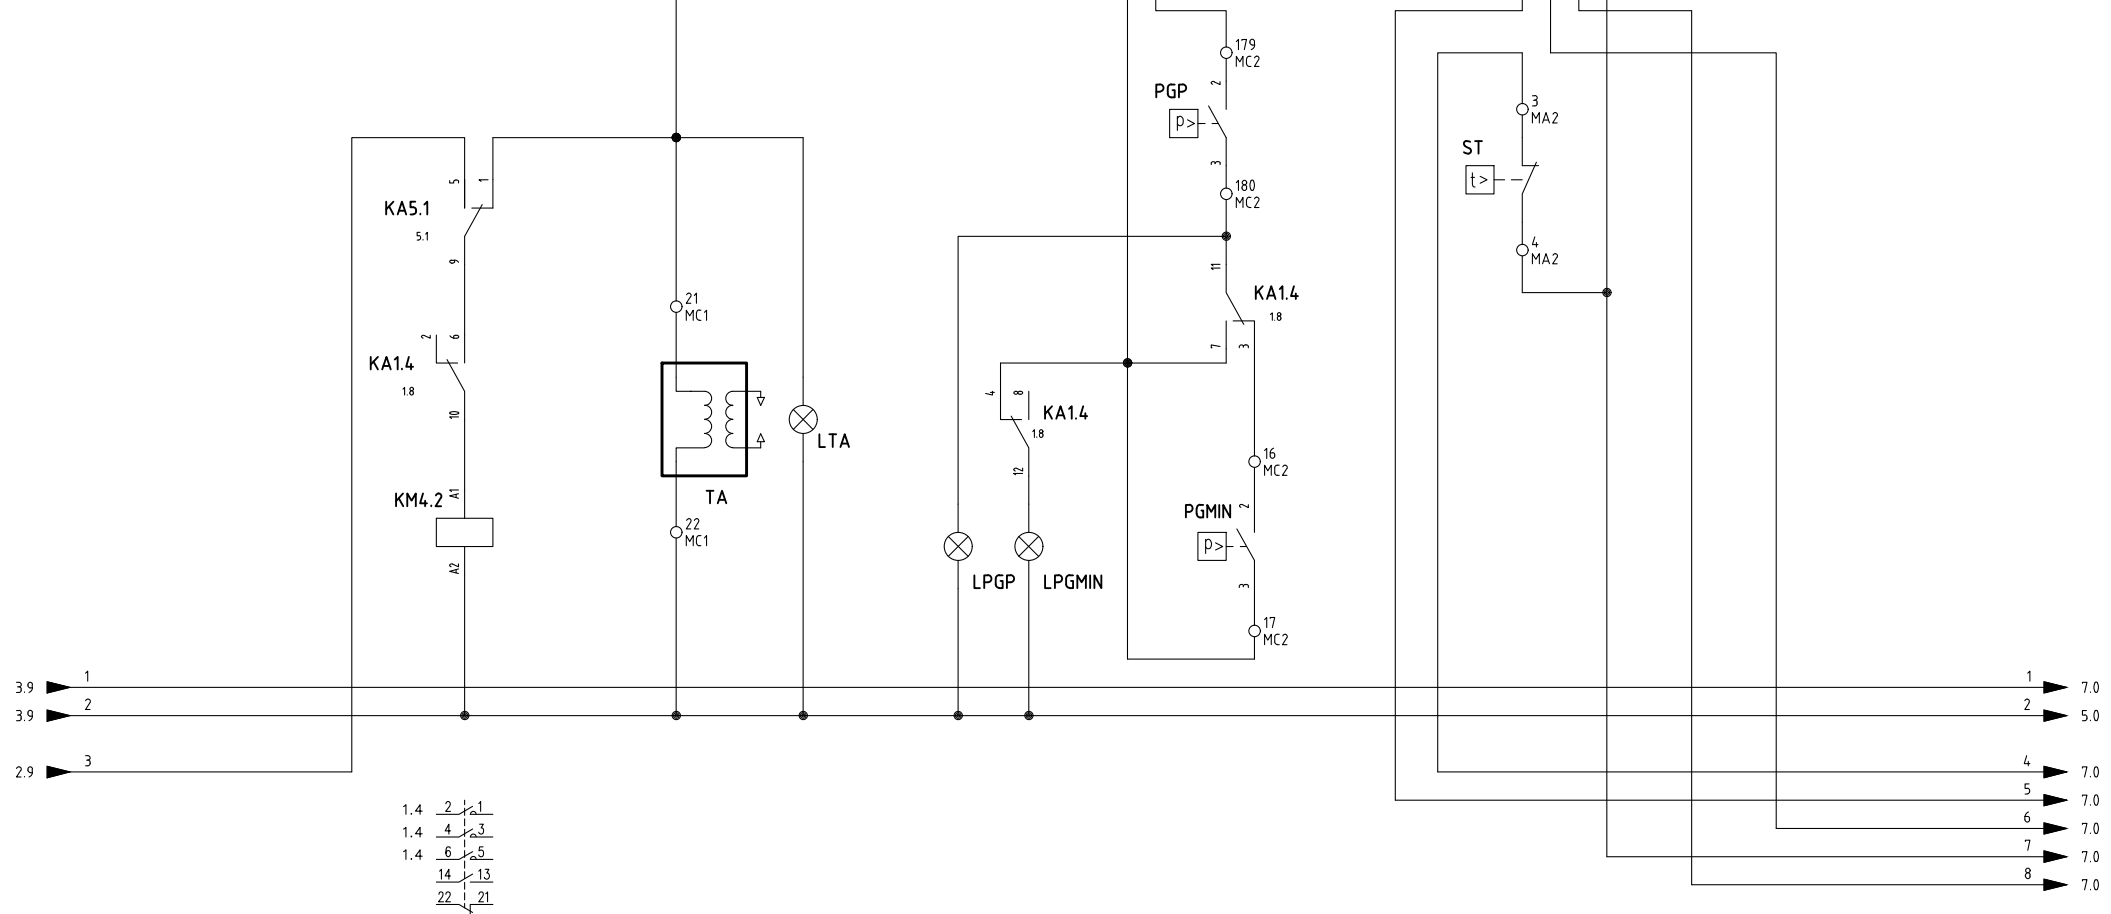 179
MC2
2
PGP
p>
3
3
MA2
ST
t>
5
1
180
MC2
KA5.1
5.1
4
MA2
9
11
KA1.4
1.8
21
MC1
2
6
7
3
KA1.4
1.8
4
8
KA1.4
1.8
10
LTA
16
MC2
12
A1
KM4.2
TA
2
PGMIN
p>
22
MC1
A2
LPGP
LPGMIN
3
17
MC2
3.9
1
1
7.0
3.9
2
2
5.0
2.9
3
4
7.0
5
7.0
6
7.0
7
7.0
8
7.0
1.4 2 1
1.4 4 3
1.4 6 5
14 13
22 21